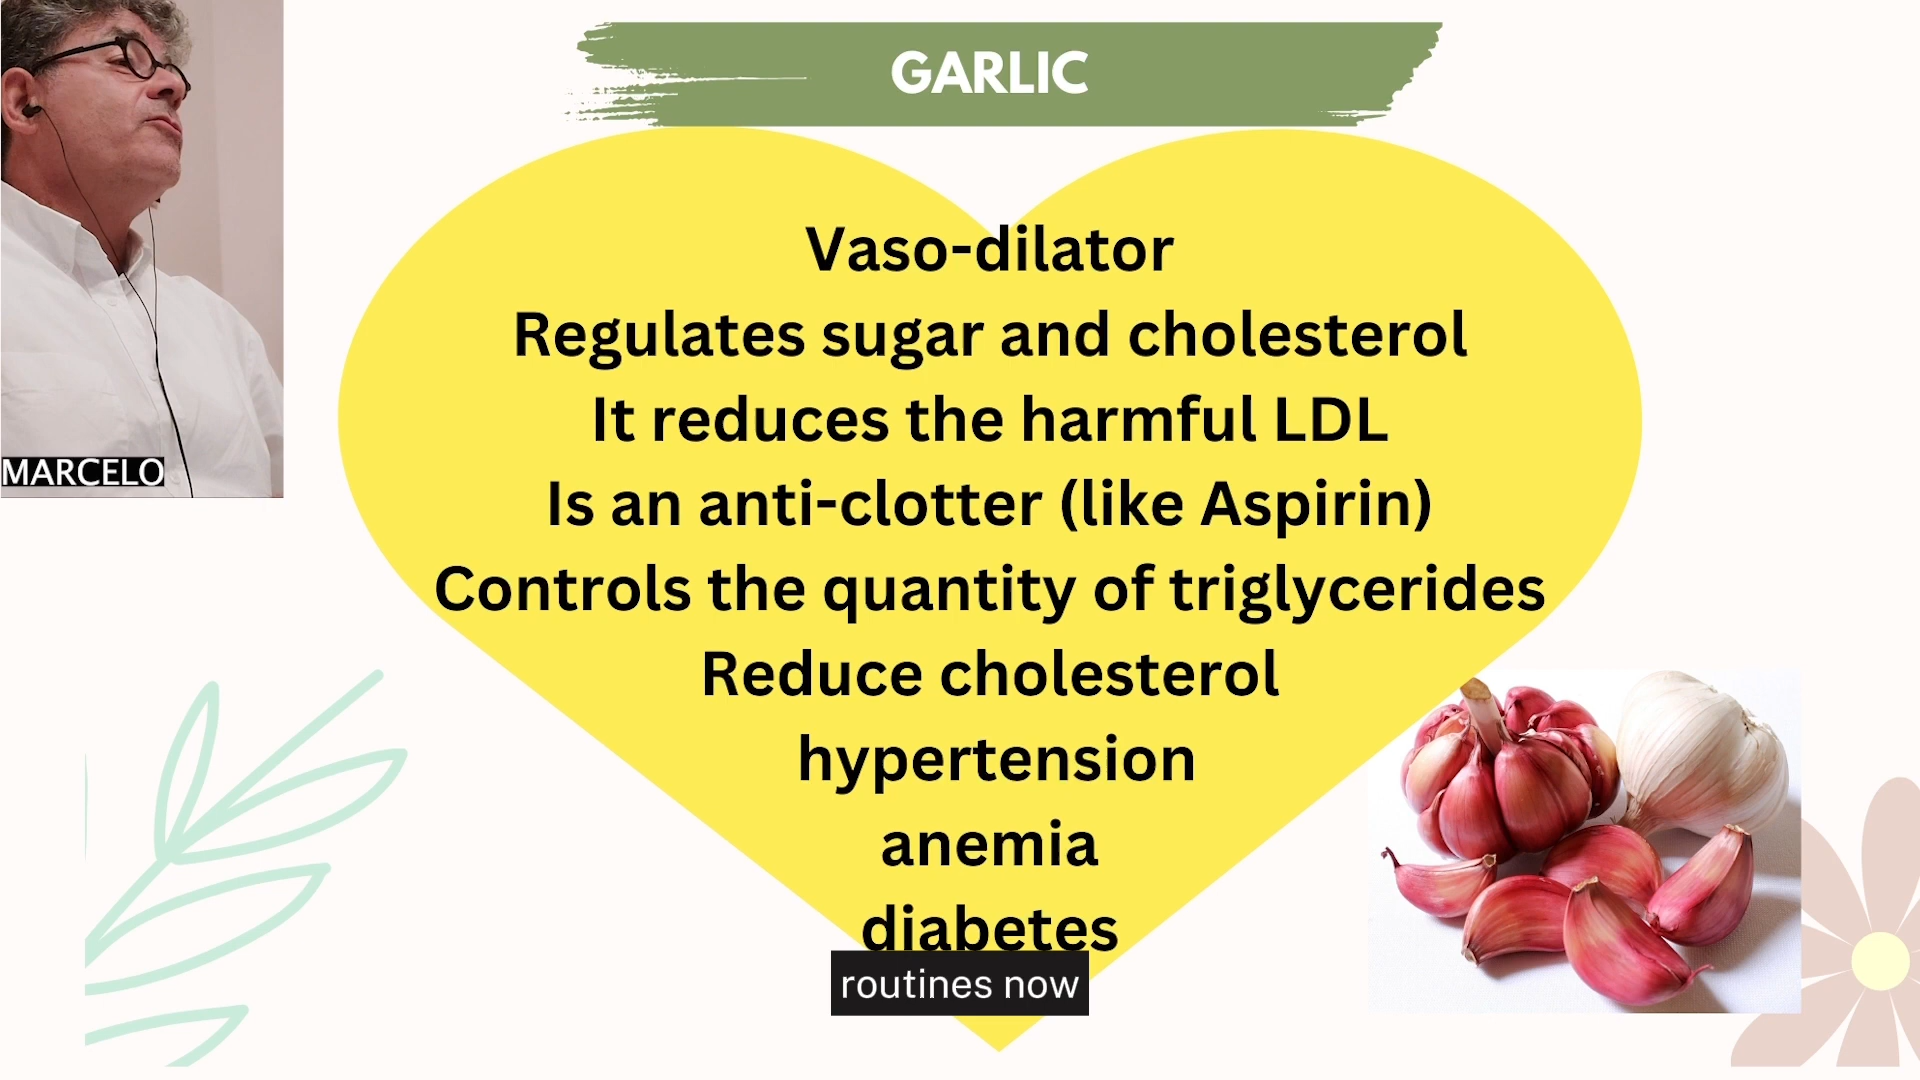 GARLIC
Vaso-dilator
Regulates sugar and cholesterol
It reduces the harmful LDL
Is an anti-clotter (like Aspirin)
MARCELO
Controls the quantity of triglycerides
Reduce cholesterol
hypertension
anemia
diabetes
routines now